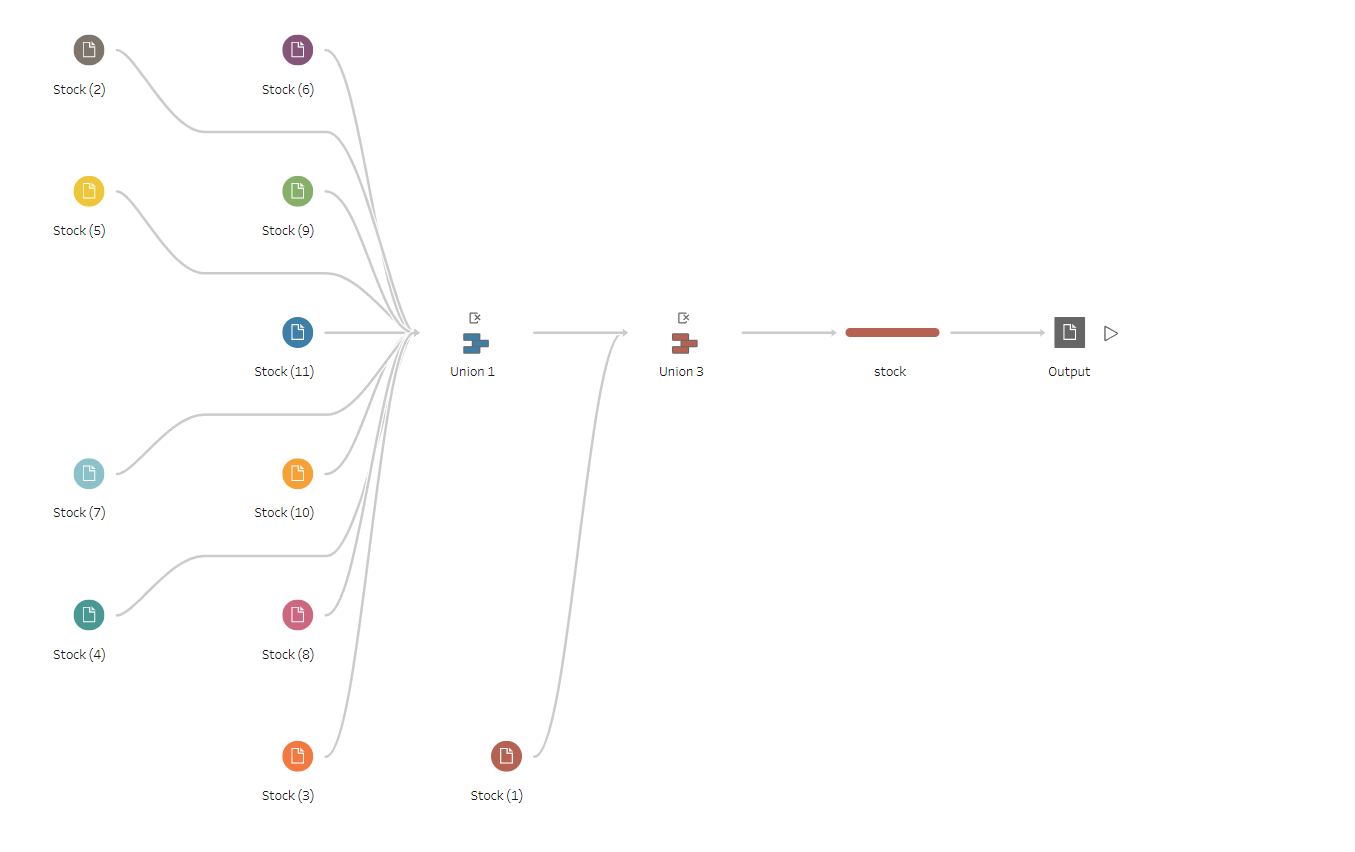 Stock (2)
Stock (6)
Stock (5)
Stock (9)
Stock (11)
Union 1
Union 3
stock
Output
Stock (7)
Stock (10)
Stock (4)
Stock (8)
Stock (3)
Stock (1)